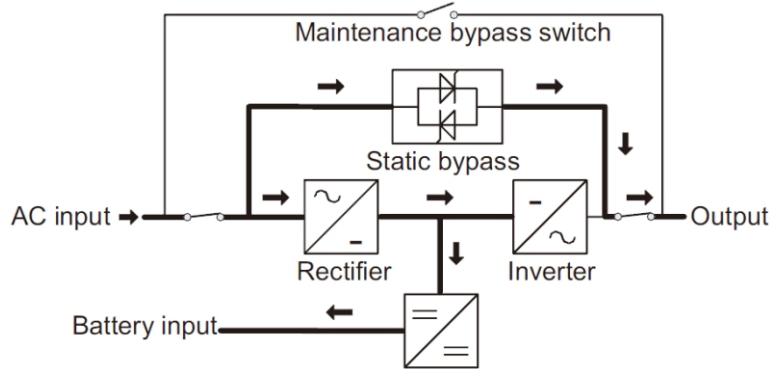 Maintenance bypass switch
Static bypass
AC input
Output
Rectifier
Inverter
Battery input